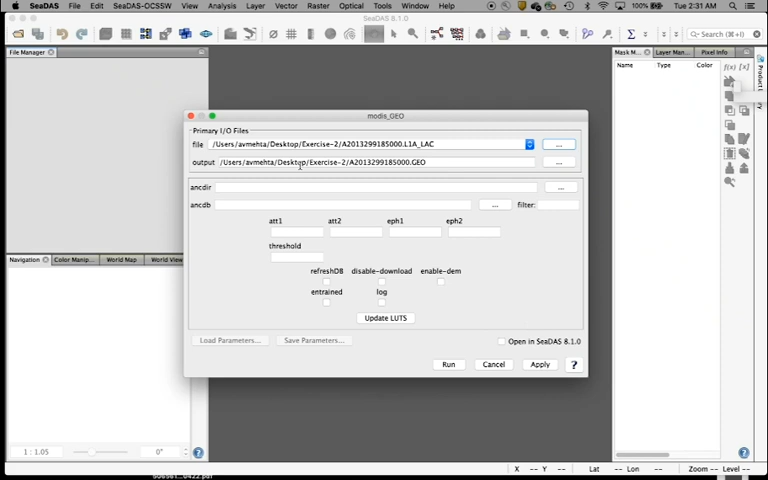 SeaDAS File Edit SeaDAS-OCSSW View Analysis Layer Vector Raster Optical Tools Window 100% Tue 2:31 AM
SeaDAS 8.1.0
Search (⌘+I)
File Manager
Mask M... Layer Man... Pixel Info
Name Type Color
f(x) [x]
Product Library
modis_GEO
Primary I/O Files
file /Users/avmehta/Desktop/Exercise-2/A2013299185000.L1A_LAC ...
output /Users/avmehta/Desktop/Exercise-2/A2013299185000.GEO ...
ancdir ...
ancdb ... filter:
att1 att2 eph1 eph2
threshold
refreshDB disable-download enable-dem
entrained log
Update LUTS
Load Parameters... Save Parameters... Open in SeaDAS 8.1.0
Run Cancel Apply ?
Navigation Color Manip... World Map World View
1 : 1.05 0° ?
X -- Y -- Lat -- Lon -- Zoom -- Level --